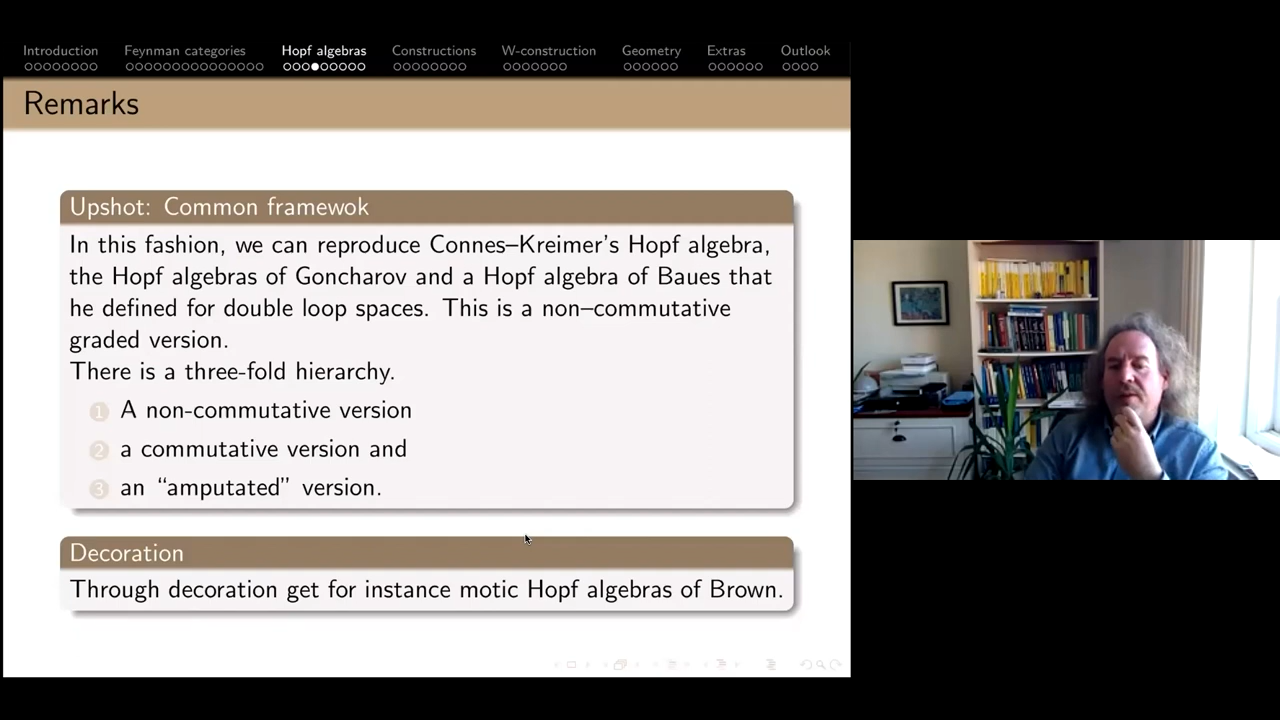 Introduction Feynman categories Hopf algebras Constructions W-construction Geometry Extras Outlook
Remarks
Upshot: Common framewok
In this fashion, we can reproduce Connes–Kreimer's Hopf algebra,
the Hopf algebras of Goncharov and a Hopf algebra of Baues that
he defined for double loop spaces. This is a non–commutative
graded version.
There is a three-fold hierarchy.
1 A non-commutative version
2 a commutative version and
3 an “amputated” version.
Decoration
Through decoration get for instance motic Hopf algebras of Brown.